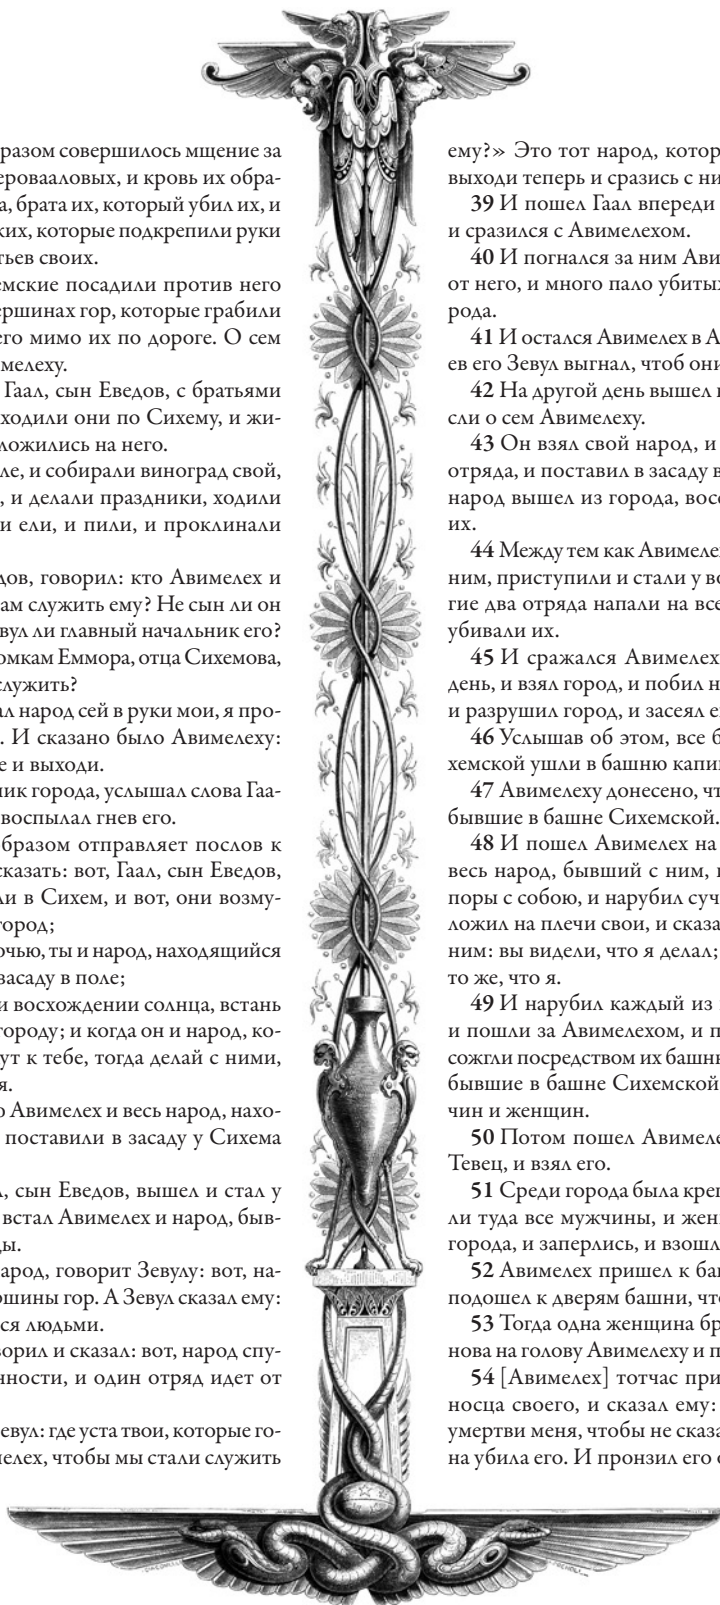 разом совершилось мщение за
еровааловых, и кровь их обра-
а, брата их, который убил их, и
ких, которые подкрепили руки
тьев своих.
емские посадили против него
ершинах гор, которые грабили
его мимо их по дороге. О сем
мелеху.
Гаал, сын Еведов, с братьями
ходили они по Сихему, и жи-
ложились на него.
ле, и собирали виноград свой,
, и делали праздники, ходили
и ели, и пили, и проклинали
дов, говорил: кто Авимелех и
ам служить ему? Не сын ли он
вул ли главный начальник его?
омкам Еммора, отца Сихемова,
служить?
ал народ сей в руки мои, я про-
. И сказано было Авимелеху:
е и выходи.
ник города, услышал слова Гаа-
воспылал гнев его.
образом отправляет послов к
сказать: вот, Гаал, сын Еведов,
ли в Сихем, и вот, они возму-
город;
очью, ты и народ, находящийся
засаду в поле;
и восхождении солнца, встань
городу; и когда он и народ, ко-
ут к тебе, тогда делай с ними,
я.
ю Авимелех и весь народ, нахо-
поставили в засаду у Сихема
л, сын Еведов, вышел и стал у
встал Авимелех и народ, быв-
ды.
арод, говорит Зевулу: вот, на-
ршины гор. А Зевул сказал ему:
ся людьми.
ворил и сказал: вот, народ спу-
нности, и один отряд идет от
евул: где уста твои, которые го-
мелех, чтобы мы стали служить
ему?» Это тот народ, котор
выходи теперь и сразись с ни
39 И пошел Гаал впереди
и сразился с Авимелехом.
40 И погнался за ним Ави
от него, и много пало убитых
рода.
41 И остался Авимелех в А
ев его Зевул выгнал, чтоб они
42 На другой день вышел н
сли о сем Авимелеху.
43 Он взял свой народ, и
отряда, и поставил в засаду в
народ вышел из города, восс
их.
44 Между тем как Авимелех
ним, приступили и стали у во
гие два отряда напали на все
убивали их.
45 И сражался Авимелех
день, и взял город, и побил н
и разрушил город, и засеял е
46 Услышав об этом, все б
хемской ушли в башню капи
47 Авимелеху донесено, чт
бывшие в башне Сихемской.
48 И пошел Авимелех на
весь народ, бывший с ним, и
поры с собою, и нарубил суч
ложил на плечи свои, и сказа
ним: вы видели, что я делал;
то же, что я.
49 И нарубил каждый из
и пошли за Авимелехом, и п
сожгли посредством их башн
бывшие в башне Сихемской
чин и женщин.
50 Потом пошел Авимеле
Тевец, и взял его.
51 Среди города была креп
ли туда все мужчины, и жен
города, и заперлись, и взошл
52 Авимелех пришел к баш
подошел к дверям башни, что
53 Тогда одна женщина бр
нова на голову Авимелеху и п
54 [Авимелех] тотчас при
носца своего, и сказал ему:
умертви меня, чтобы не сказа
на убила его. И пронзил его о